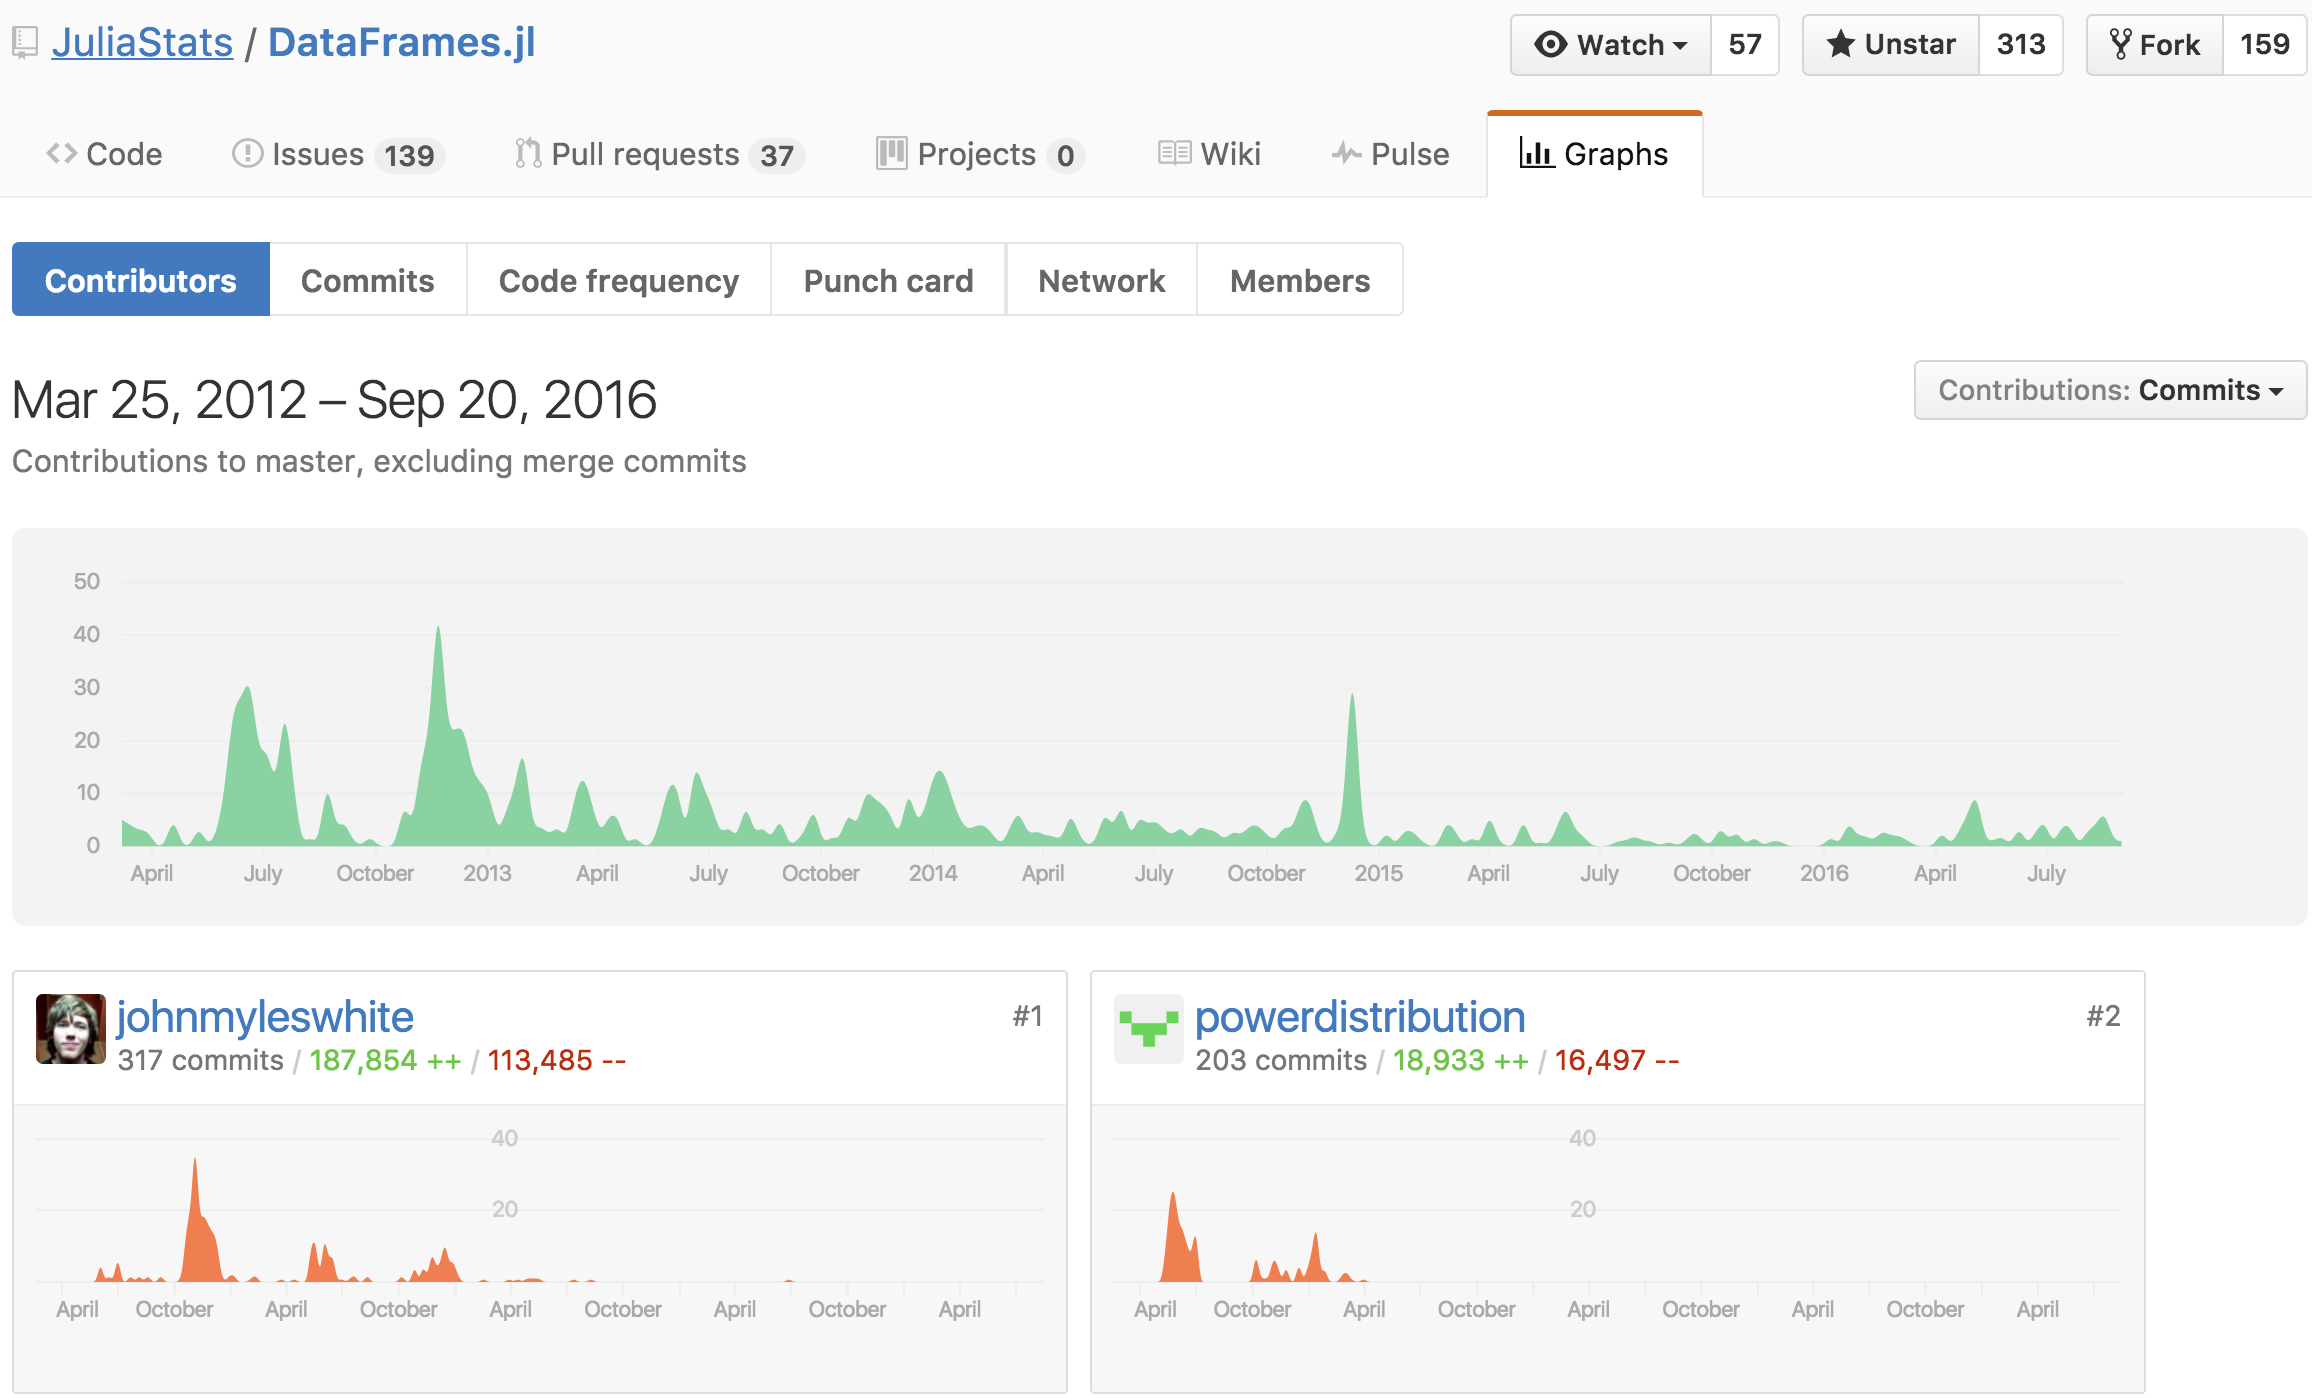 JuliaStats / DataFrames.jl
Watch 57 Unstar 313 Fork 159
Code Issues 139 Pull requests 37 Projects 0 Wiki Pulse Graphs
Contributors Commits Code frequency Punch card Network Members
Mar 25, 2012 – Sep 20, 2016
Contributions: Commits
Contributions to master, excluding merge commits
50
40
30
20
10
0
April July October 2013 April July October 2014 April July October 2015 April July October 2016 April July
johnmyleswhite #1
317 commits / 187,854 ++ / 113,485 --
40
20
April October April October April October April October April
powerdistribution #2
203 commits / 18,933 ++ / 16,497 --
40
20
April October April October April October April October April